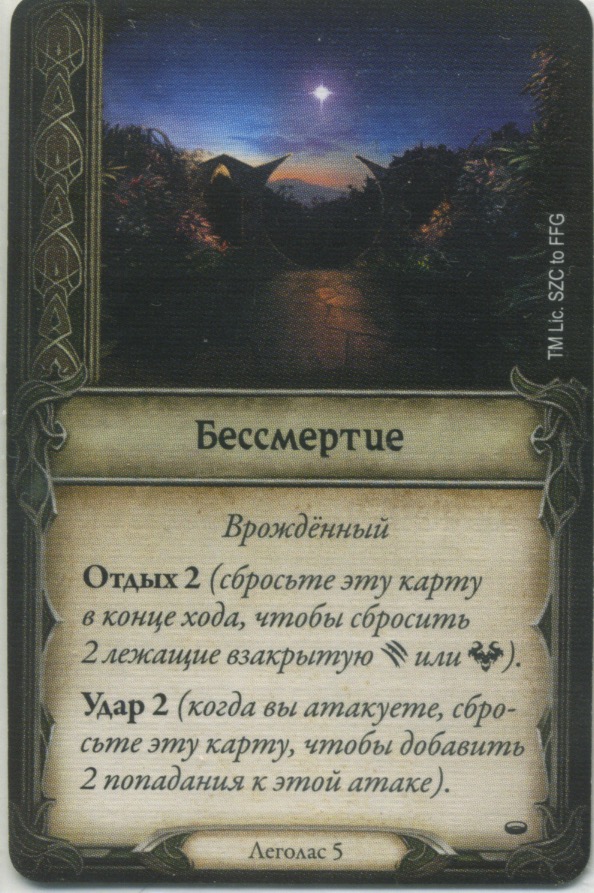 TM Lic. SZC to FFG
Бессмертие
Врождённый
Отдых 2 (сбросьте эту карту
в конце хода, чтобы сбросить
2 лежащие взакрытую или ).
Удар 2 (когда вы атакуете, сбро-
сьте эту карту, чтобы добавить
2 попадания к этой атаке).
Леголас 5